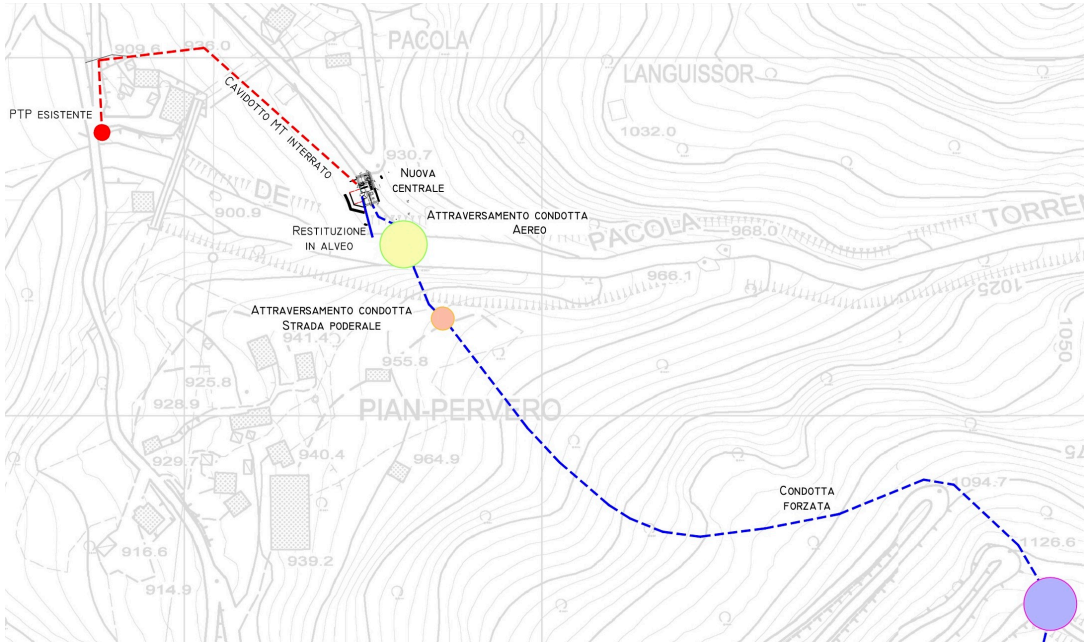 PACOLA
909.6
928.0
LANGUISSOR
CAVIDOTTO MT INTERRATO
PTP ESISTENTE
1032.0
930.7
NUOVA
CENTRALE
DE
900.9
ATTRAVERSAMENTO CONDOTTA
AEREO
RESTITUZIONE
IN ALVEO
PACOLA
968.0
TORREN
966.1
1025
ATTRAVERSAMENTO CONDOTTA
STRADA PODERALE
941.4
1050
955.8
925.8
928.9
PIAN-PERVERO
940.4
929.7
964.9
1075
CONDOTTA
FORZATA
1094.7
916.6
939.2
1126.6
914.9